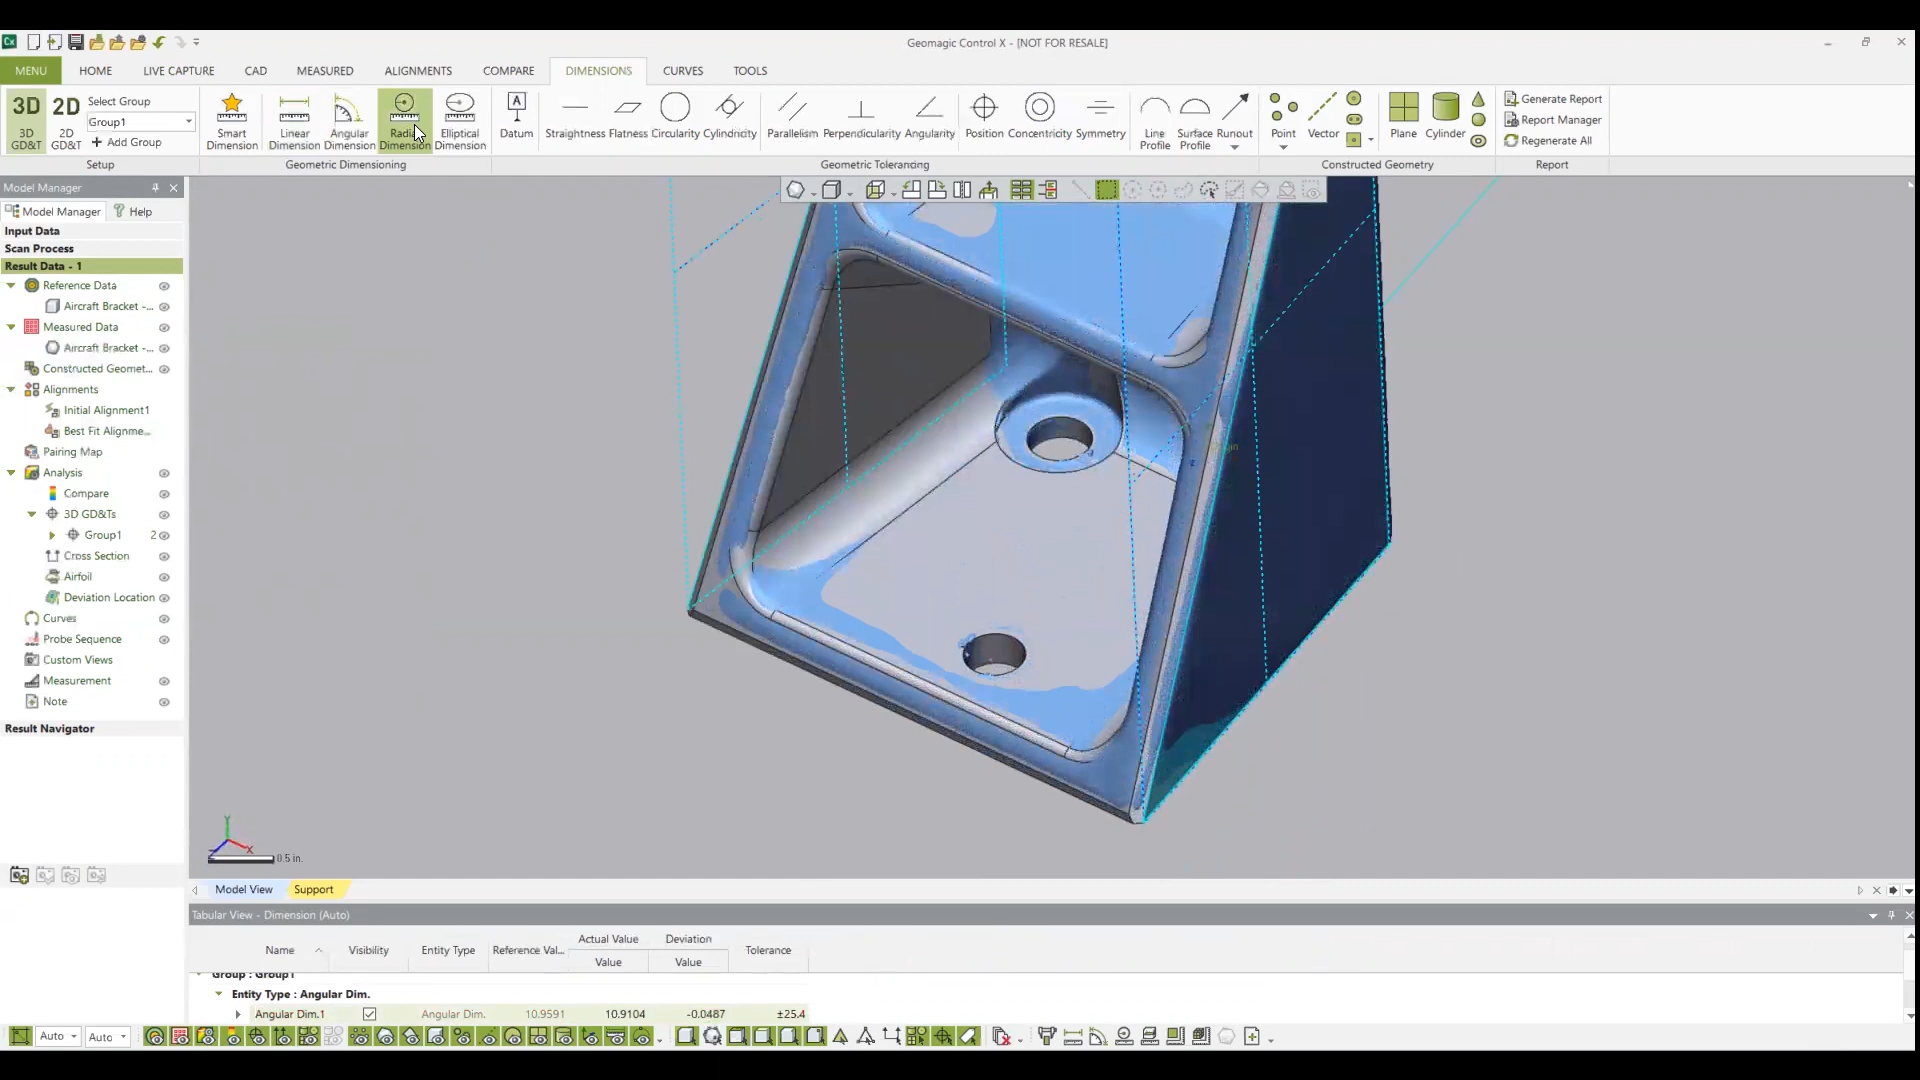 Geomagic Control X - [NOT FOR RESALE]
MENU HOME LIVE CAPTURE CAD MEASURED ALIGNMENTS COMPARE DIMENSIONS CURVES TOOLS
3D 3D GD&T
2D 2D GD&T
Select Group
Group1
Add Group
Setup
Smart Dimension
Linear Dimension
Angular Dimension
Radial Dimension
Elliptical Dimension
Geometric Dimensioning
A Datum
Straightness Flatness Circularity Cylindricity Parallelism Perpendicularity Angularity Position Concentricity Symmetry
Line Profile
Surface Profile
Runout
Geometric Tolerancing
Point Vector Plane Cylinder
Constructed Geometry
Generate Report
Report Manager
Regenerate All
Report
Model Manager
Model Manager Help
Input Data
Scan Process
Result Data - 1
Reference Data
Aircraft Bracket -...
Measured Data
Aircraft Bracket -...
Constructed Geomet...
Alignments
Initial Alignment1
Best Fit Alignme...
Pairing Map
Analysis
Compare
3D GD&Ts
Group1 2
Cross Section
Airfoil
Deviation Location
Curves
Probe Sequence
Custom Views
Measurement
Note
Result Navigator
Y
X
0.5 in.
Model View Support
Tabular View - Dimension (Auto)
Name Visibility Entity Type Reference Val... Actual Value Deviation Tolerance
Value Value
Group : Group1
Entity Type : Angular Dim.
Angular Dim.1 Angular Dim. 10.9591 10.9104 -0.0487 ±25.4
Auto Auto